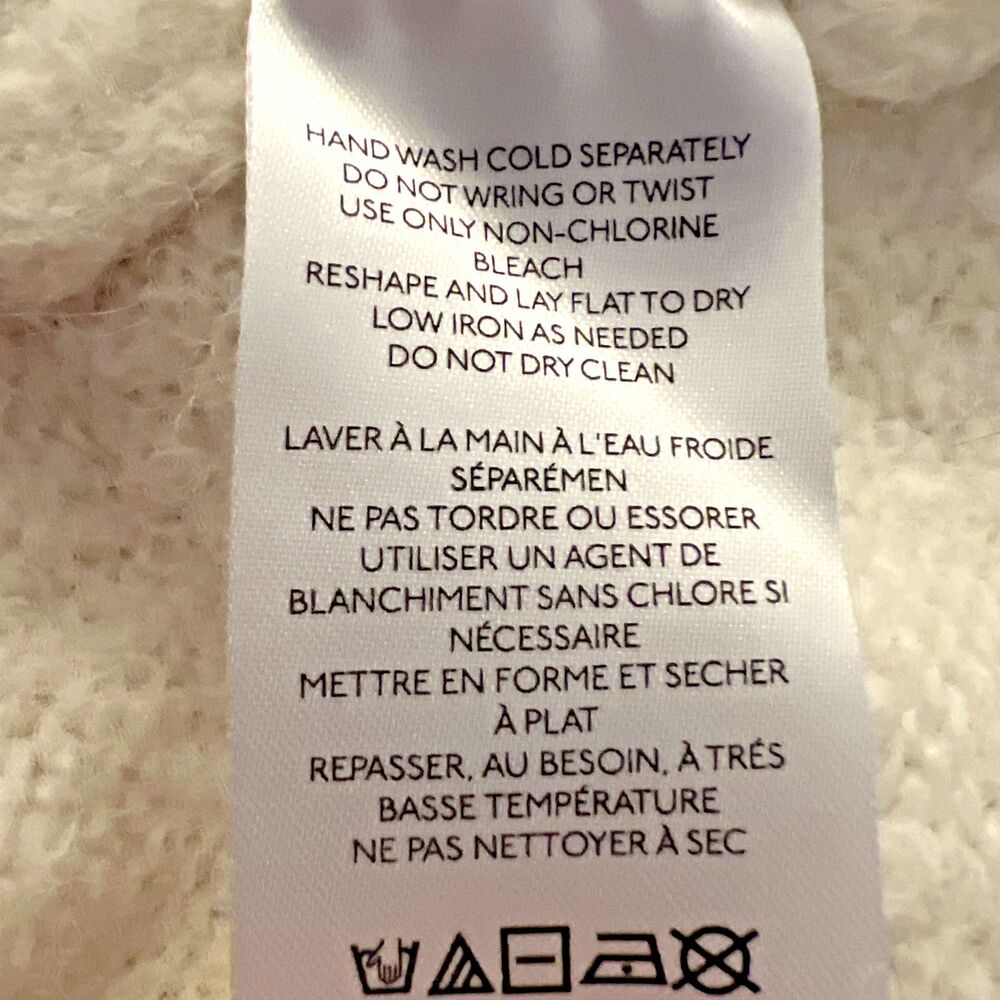 HAND WASH COLD SEPARATELY
DO NOT WRING OR TWIST
USE ONLY NON-CHLORINE
BLEACH
RESHAPE AND LAY FLAT TO DRY
LOW IRON AS NEEDED
DO NOT DRY CLEAN
LAVER À LA MAIN À L'EAU FROIDE
SÉPARÉMEN
NE PAS TORDRE OU ESSORER
UTILISER UN AGENT DE
BLANCHIMENT SANS CHLORE SI
NÉCESSAIRE
METTRE EN FORME ET SECHER
À PLAT
REPASSER, AU BESOIN, À TRÉS
BASSE TEMPÉRATURE
NE PAS NETTOYER À SEC